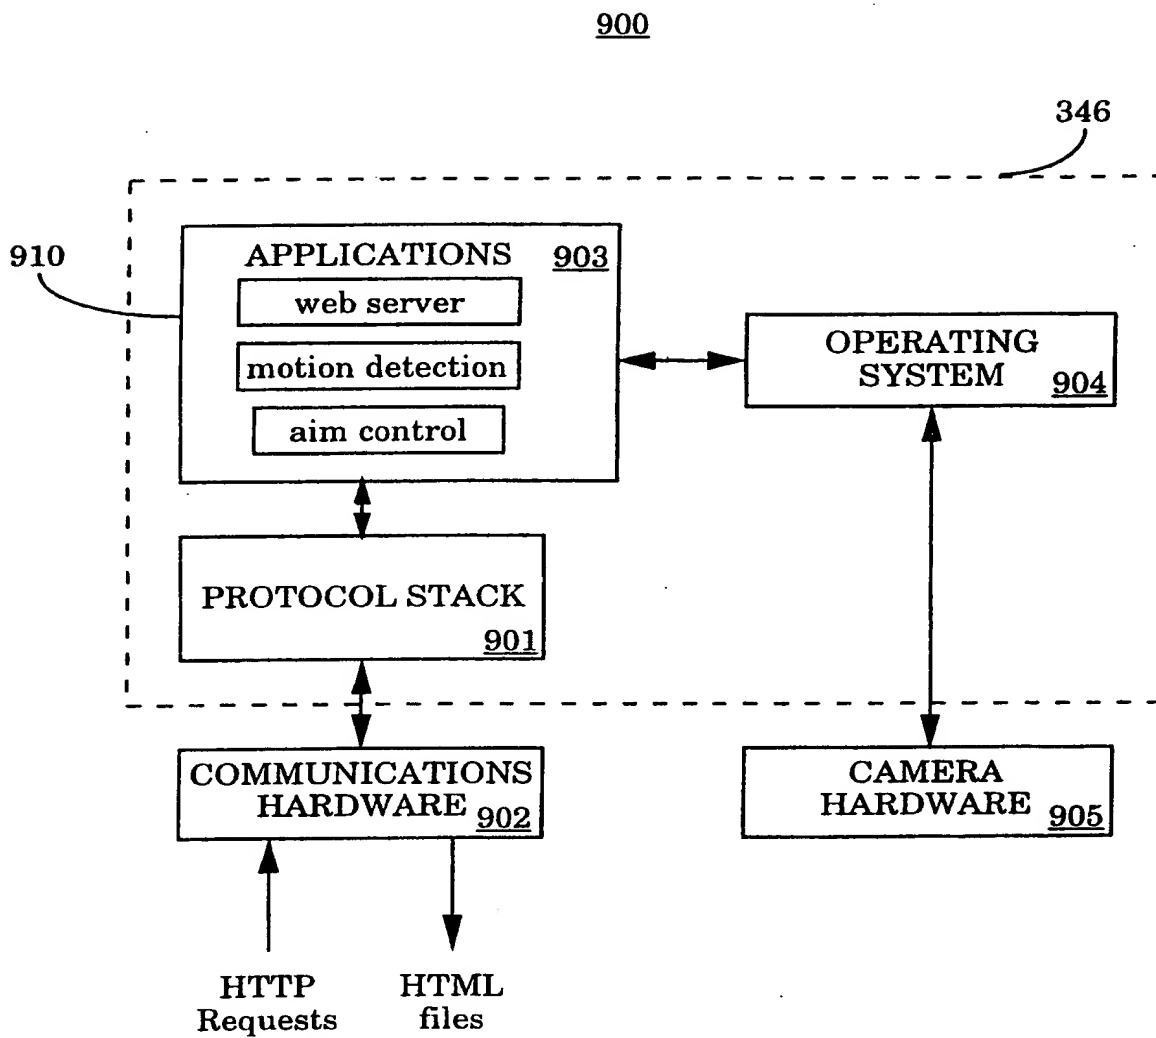 900
346
910
APPLICATIONS 903
web server
motion detection
aim control
OPERATING
SYSTEM 904
PROTOCOL STACK
901
COMMUNICATIONS
HARDWARE 902
CAMERA
HARDWARE 905
HTTP
Requests
HTML
files